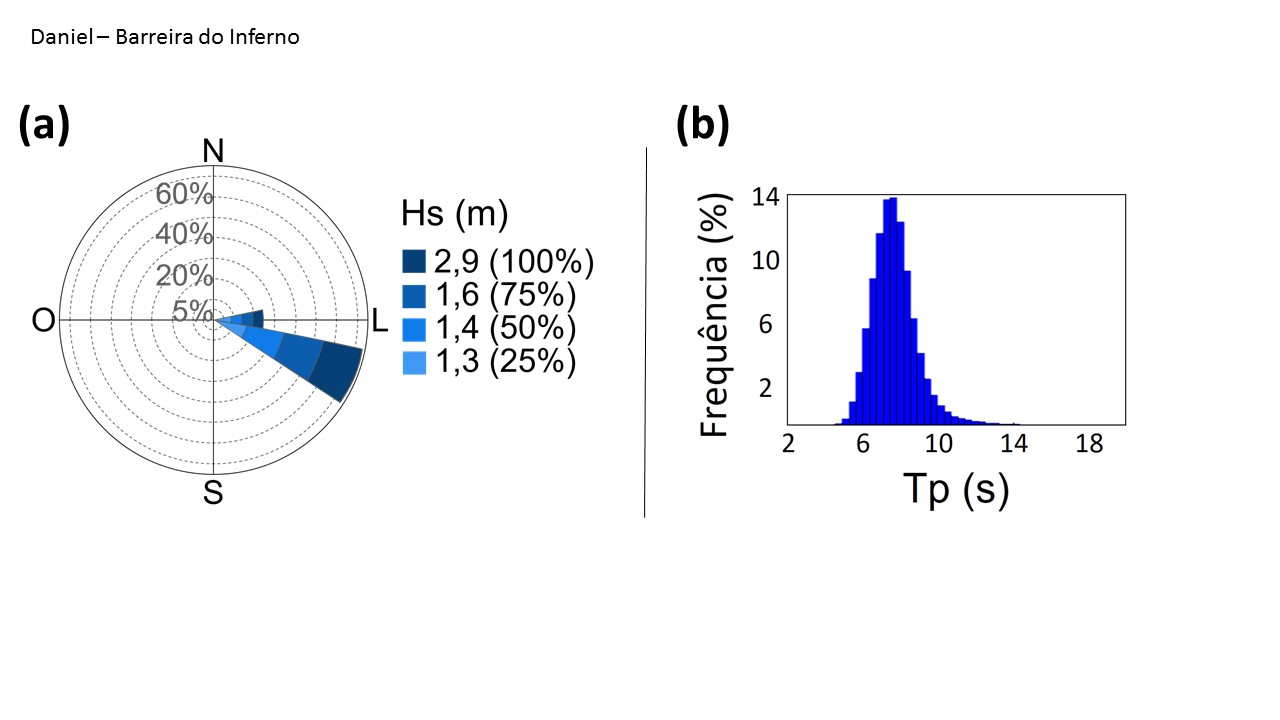 Daniel – Barreira do Inferno
(a)
N
60%
40%
20%
5%
O
L
S
Hs (m)
2,9 (100%)
1,6 (75%)
1,4 (50%)
1,3 (25%)
(b)
Frequência (%)
14
10
6
2
2 6 10 14 18
Tp (s)